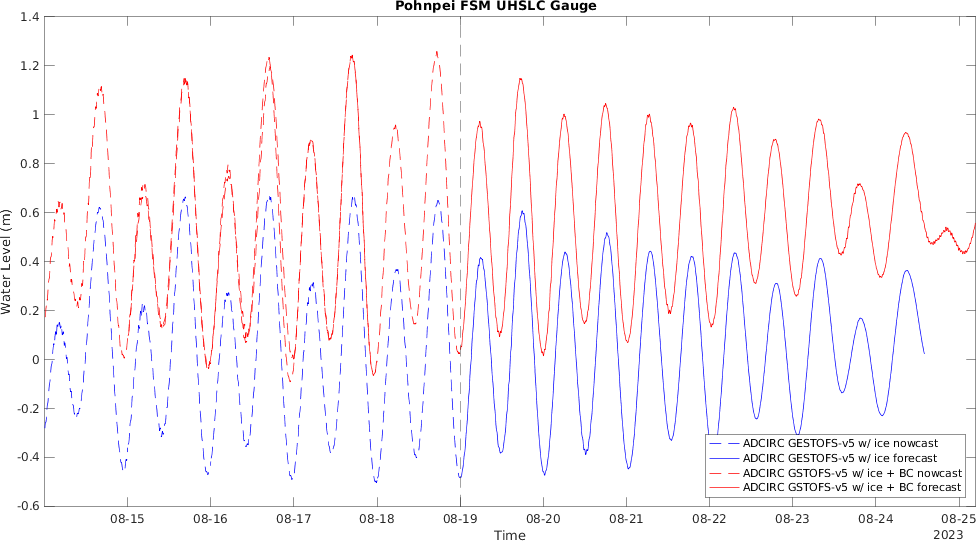 Pohnpei FSM UHSLC Gauge
1.4
1.2
1
0.8
0.6
0.4
0.2
0
-0.2
-0.4
-0.6
Water Level (m)
ADCIRC GESTOFS-v5 w/ ice nowcast
ADCIRC GESTOFS-v5 w/ ice forecast
ADCIRC GSTOFS-v5 w/ ice + BC nowcast
ADCIRC GSTOFS-v5 w/ ice + BC forecast
08-15 08-16 08-17 08-18 08-19 08-20 08-21 08-22 08-23 08-24 08-25
Time
2023